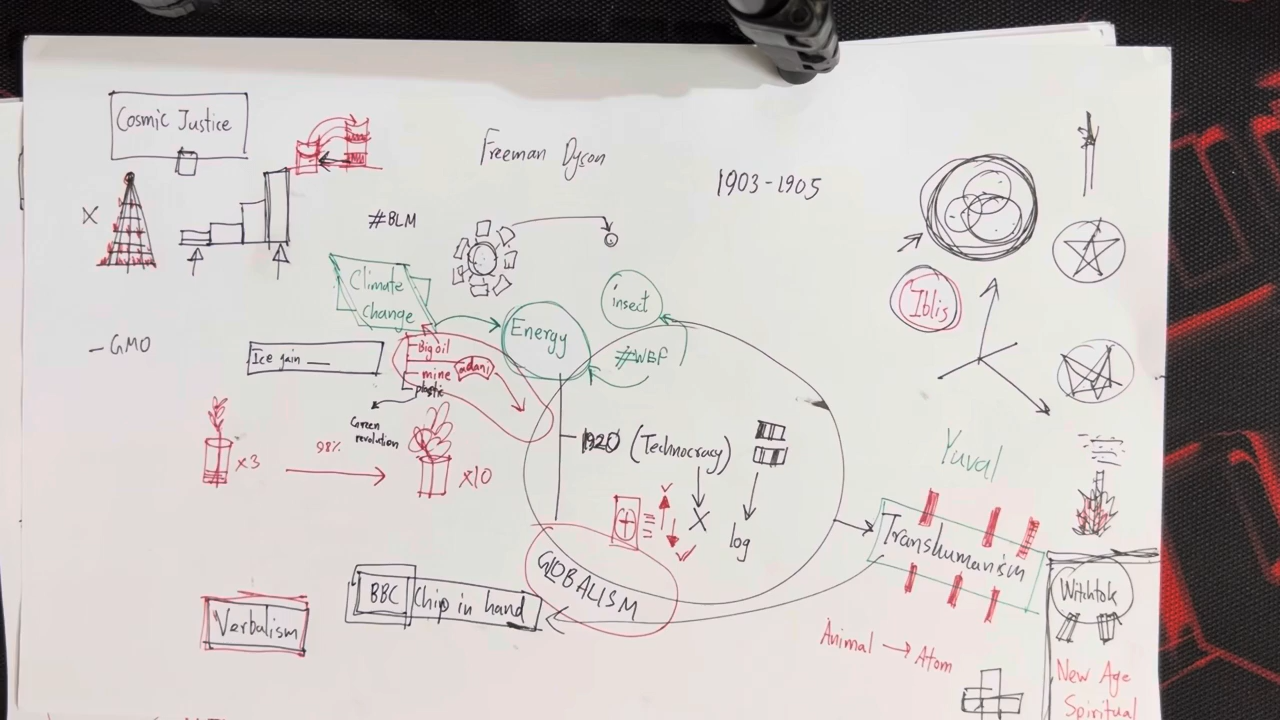 Cosmic Justice
Freeman Dyson
1903-1905
X
#BLM
Climate
change
Energy
insect
#WEF
Iblis
- GMO
Ice gain
Big oil
mine
adani
plastic
Green
revolution
98%
x3
x10
1920 (Technocracy)
X
log
Yuval
Transhumanism
GLOBALISM
BBC
Chip in hand
Verbalism
Animal → Atom
Witchtok
New Age
Spiritual